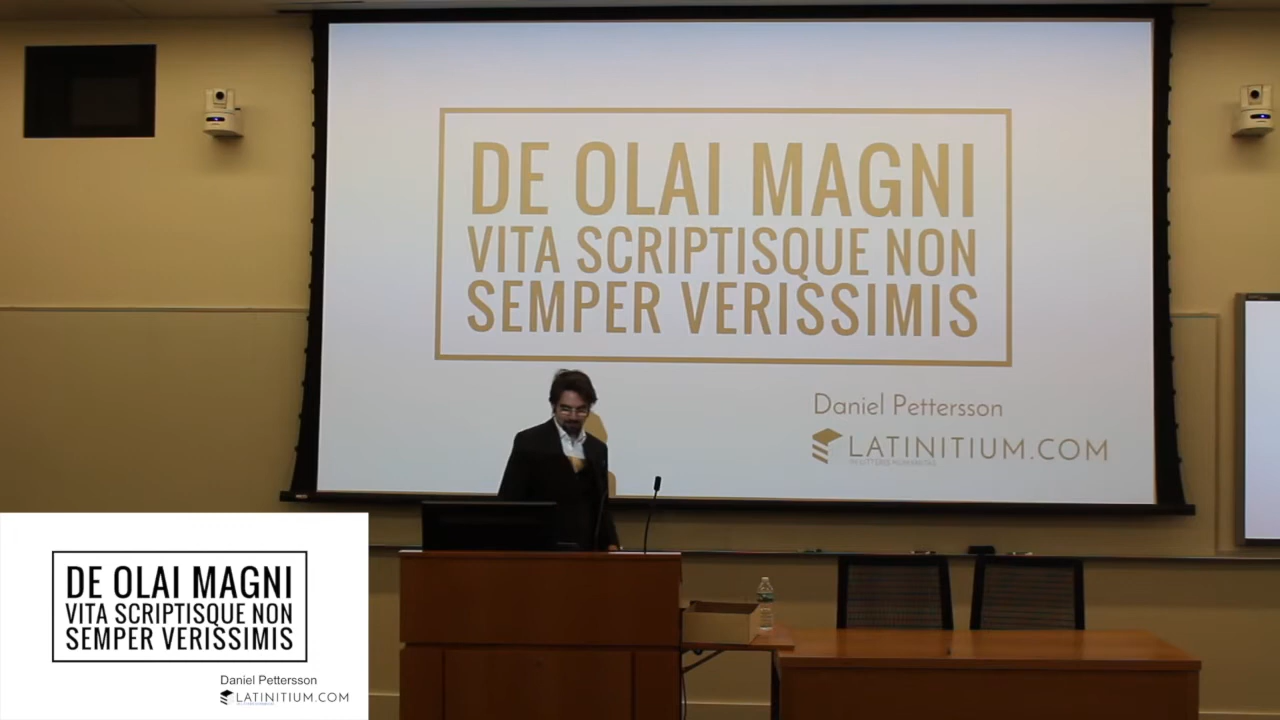 DE OLAI MAGNI
VITA SCRIPTISQUE NON
SEMPER VERISSIMIS
Daniel Pettersson
LATINITIUM.COM
DE OLAI MAGNI
VITA SCRIPTISQUE NON
SEMPER VERISSIMIS
Daniel Pettersson
LATINITIUM.COM